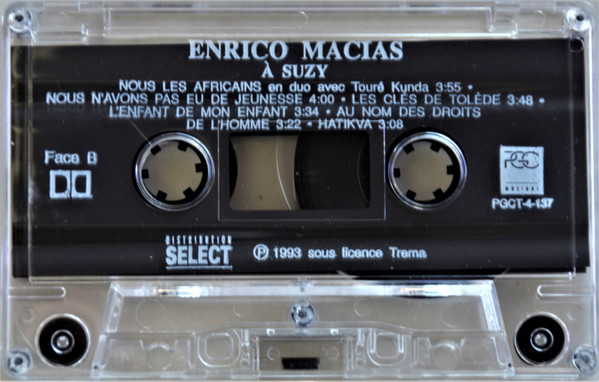 ENRICO MACIAS
À SUZY
NOUS LES AFRICAINS en duo avec Touré Kunda 3:55 •
NOUS N'AVONS PAS EU DE JEUNESSE 4:00 • LES CLÉS DE TOLÈDE 3:48 •
L'ENFANT DE MON ENFANT 3:34 • AU NOM DES DROITS
DE L'HOMME 3:22 • HATIKVA 3:08
Face B
PGC
MUSIQUE
PGCT-4-137
DISTRIBUTION
SELECT
Ⓟ 1993 sous licence Trema